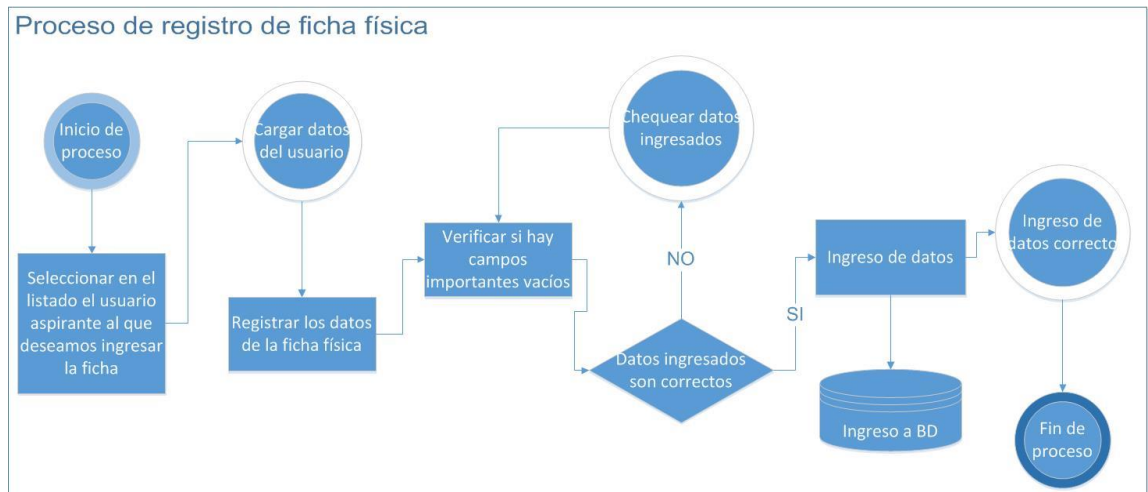 Proceso de registro de ficha física
Inicio de
proceso
Seleccionar en el
listado el usuario
aspirante al que
deseamos ingresar
la ficha
Cargar datos
del usuario
Registrar los datos
de la ficha física
Verificar si hay
campos
importantes vacíos
Chequear datos
ingresados
NO
Datos ingresados
son correctos
SI
Ingreso de datos
Ingreso a BD
Ingreso de
datos correcto
Fin de
proceso